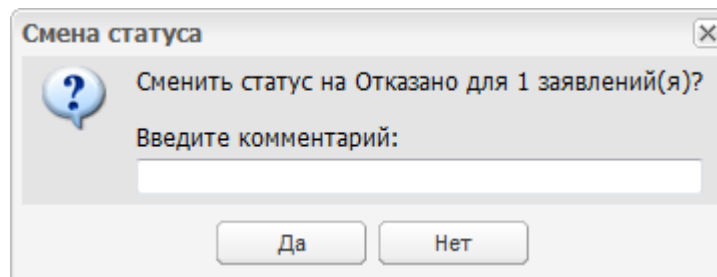 Смена статуса
Сменить статус на Отказано для 1 заявлений(я)?
Введите комментарий:
Да Нет